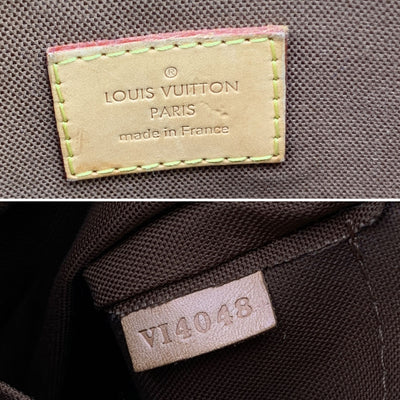 ®
LOUIS VUITTON
PARIS
made in France
VI4048